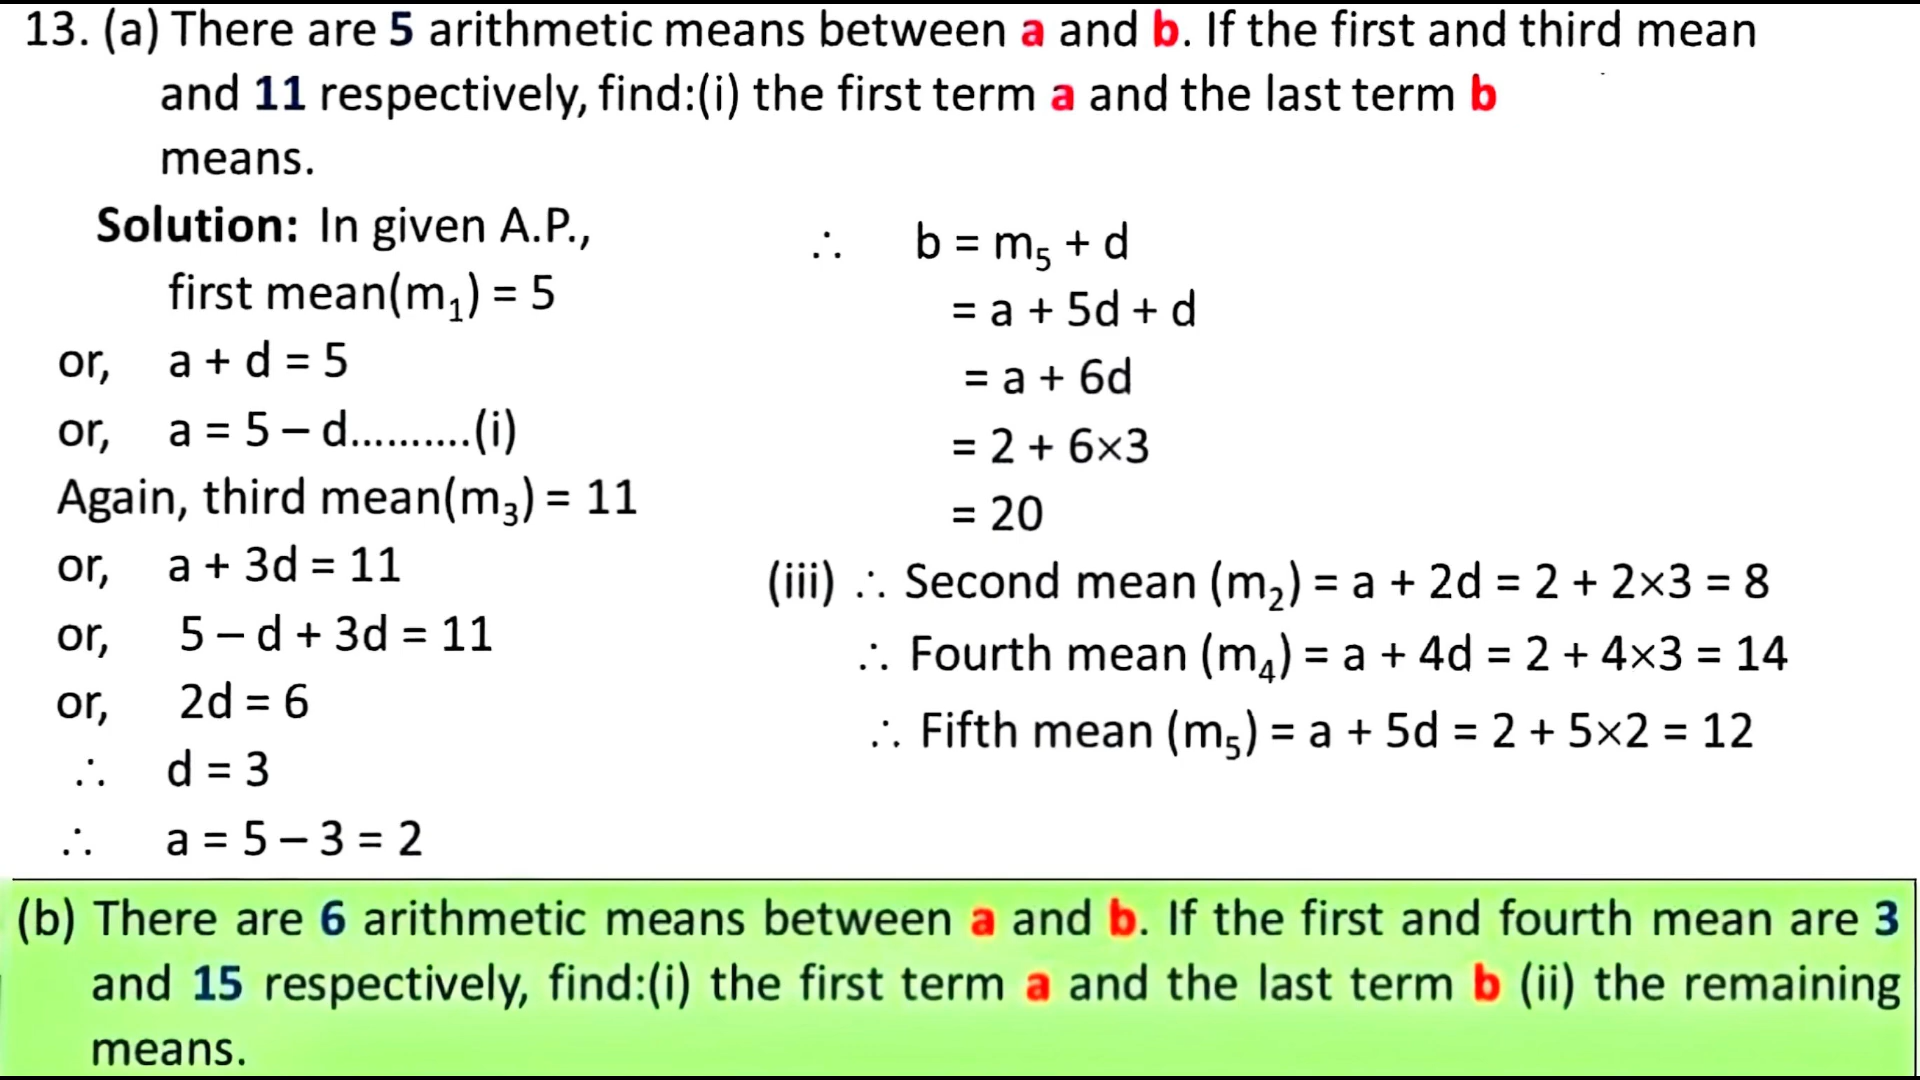 13. (a) There are 5 arithmetic means between a and b. If the first and third mean
and 11 respectively, find:(i) the first term a and the last term b
means.
Solution: In given A.P.,
first mean(m₁) = 5
or, a + d = 5
or, a = 5 – d..........(i)
Again, third mean(m₃) = 11
or, a + 3d = 11
or, 5 – d + 3d = 11
or, 2d = 6
∴ d = 3
∴ a = 5 – 3 = 2
∴ b = m₅ + d
= a + 5d + d
= a + 6d
= 2 + 6×3
= 20
(iii) ∴ Second mean (m₂) = a + 2d = 2 + 2×3 = 8
∴ Fourth mean (m₄) = a + 4d = 2 + 4×3 = 14
∴ Fifth mean (m₅) = a + 5d = 2 + 5×2 = 12
(b) There are 6 arithmetic means between a and b. If the first and fourth mean are 3
and 15 respectively, find:(i) the first term a and the last term b (ii) the remaining
means.